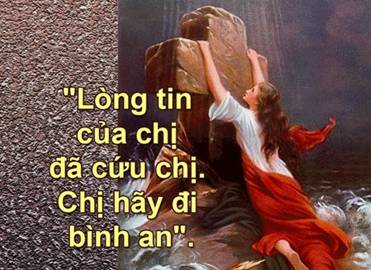 "Lòng tin
của chị
đã cứu chị.
Chị hãy đi
bình an".